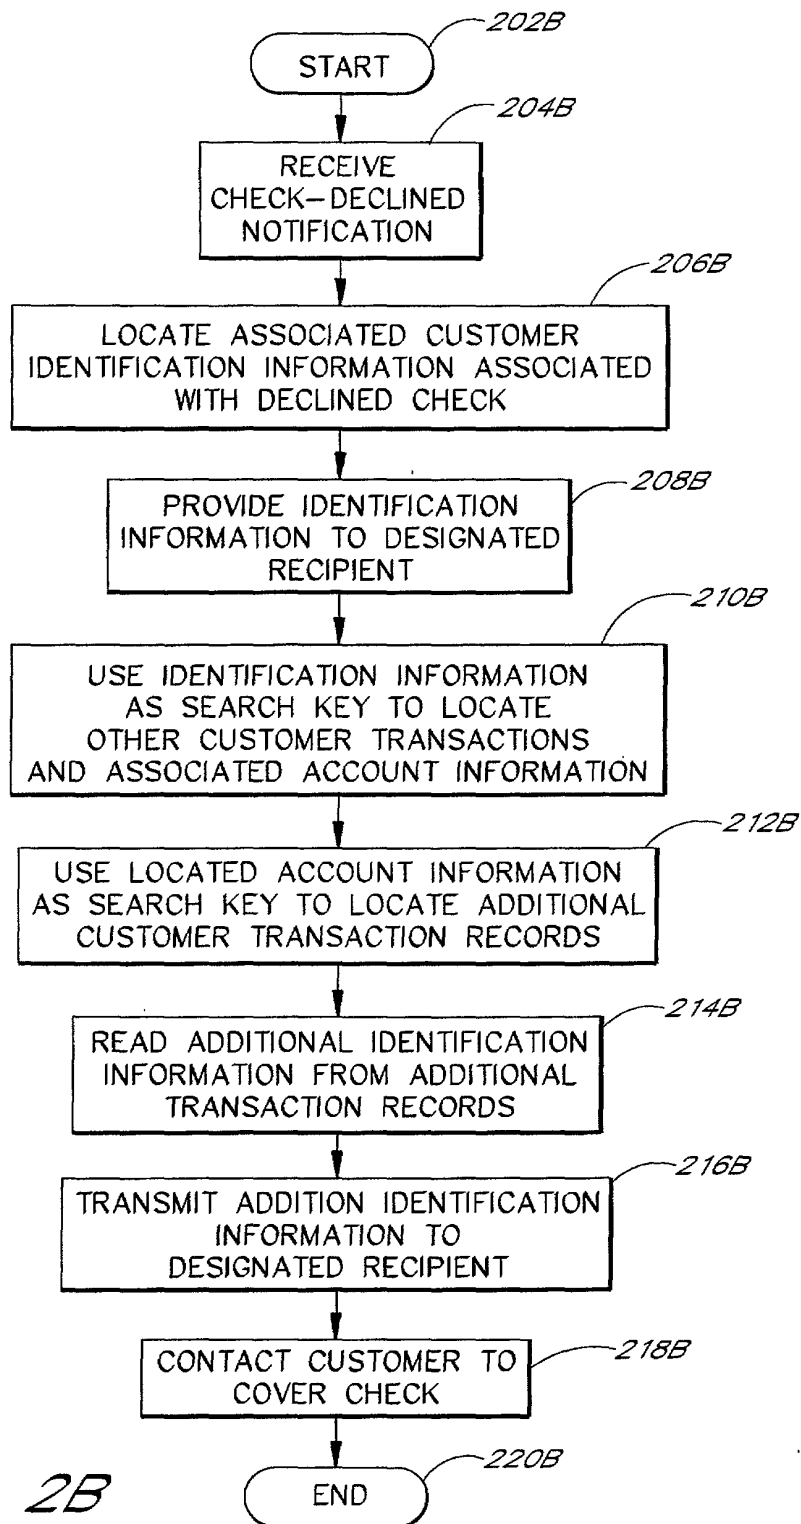 202B
START
204B
RECEIVE
CHECK-DECLINED
NOTIFICATION
206B
LOCATE ASSOCIATED CUSTOMER
IDENTIFICATION INFORMATION ASSOCIATED
WITH DECLINED CHECK
208B
PROVIDE IDENTIFICATION
INFORMATION TO DESIGNATED
RECIPIENT
210B
USE IDENTIFICATION INFORMATION
AS SEARCH KEY TO LOCATE
OTHER CUSTOMER TRANSACTIONS
AND ASSOCIATED ACCOUNT INFORMATION
212B
USE LOCATED ACCOUNT INFORMATION
AS SEARCH KEY TO LOCATE ADDITIONAL
CUSTOMER TRANSACTION RECORDS
214B
READ ADDITIONAL IDENTIFICATION
INFORMATION FROM ADDITIONAL
TRANSACTION RECORDS
216B
TRANSMIT ADDITION IDENTIFICATION
INFORMATION TO
DESIGNATED RECIPIENT
218B
CONTACT CUSTOMER TO
COVER CHECK
220B
END
2B